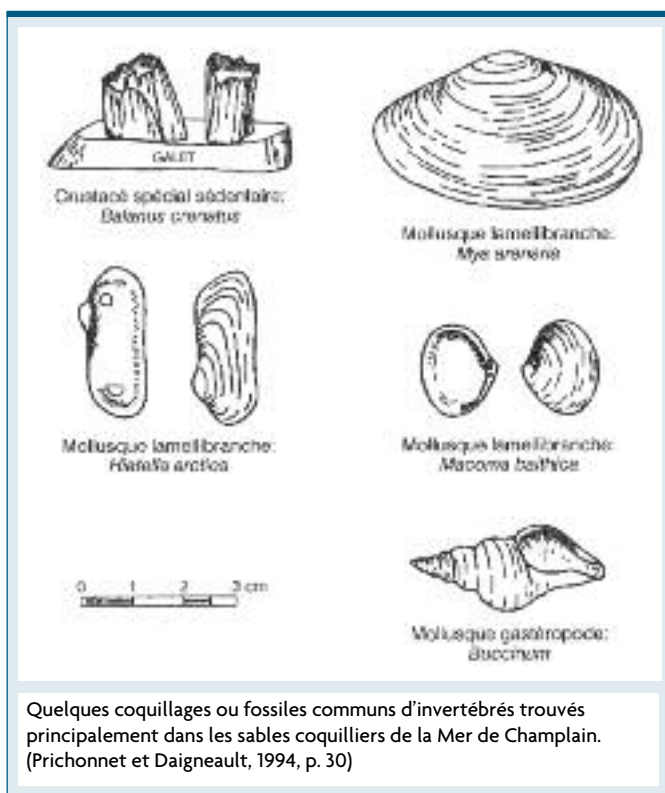 GALET
Crustacé spécial sédentaire:
Balanus crenatus
Mollusque lamellibranche:
Mya arenaria
Mollusque lamellibranche:
Hiatella arctica
Mollusque lamellibranche:
Macoma balthica
0 1 2 3 cm
Mollusque gastéropode:
Buccinum
Quelques coquillages ou fossiles communs d’invertébrés trouvés
principalement dans les sables coquilliers de la Mer de Champlain.
(Prichonnet et Daigneault, 1994, p. 30)